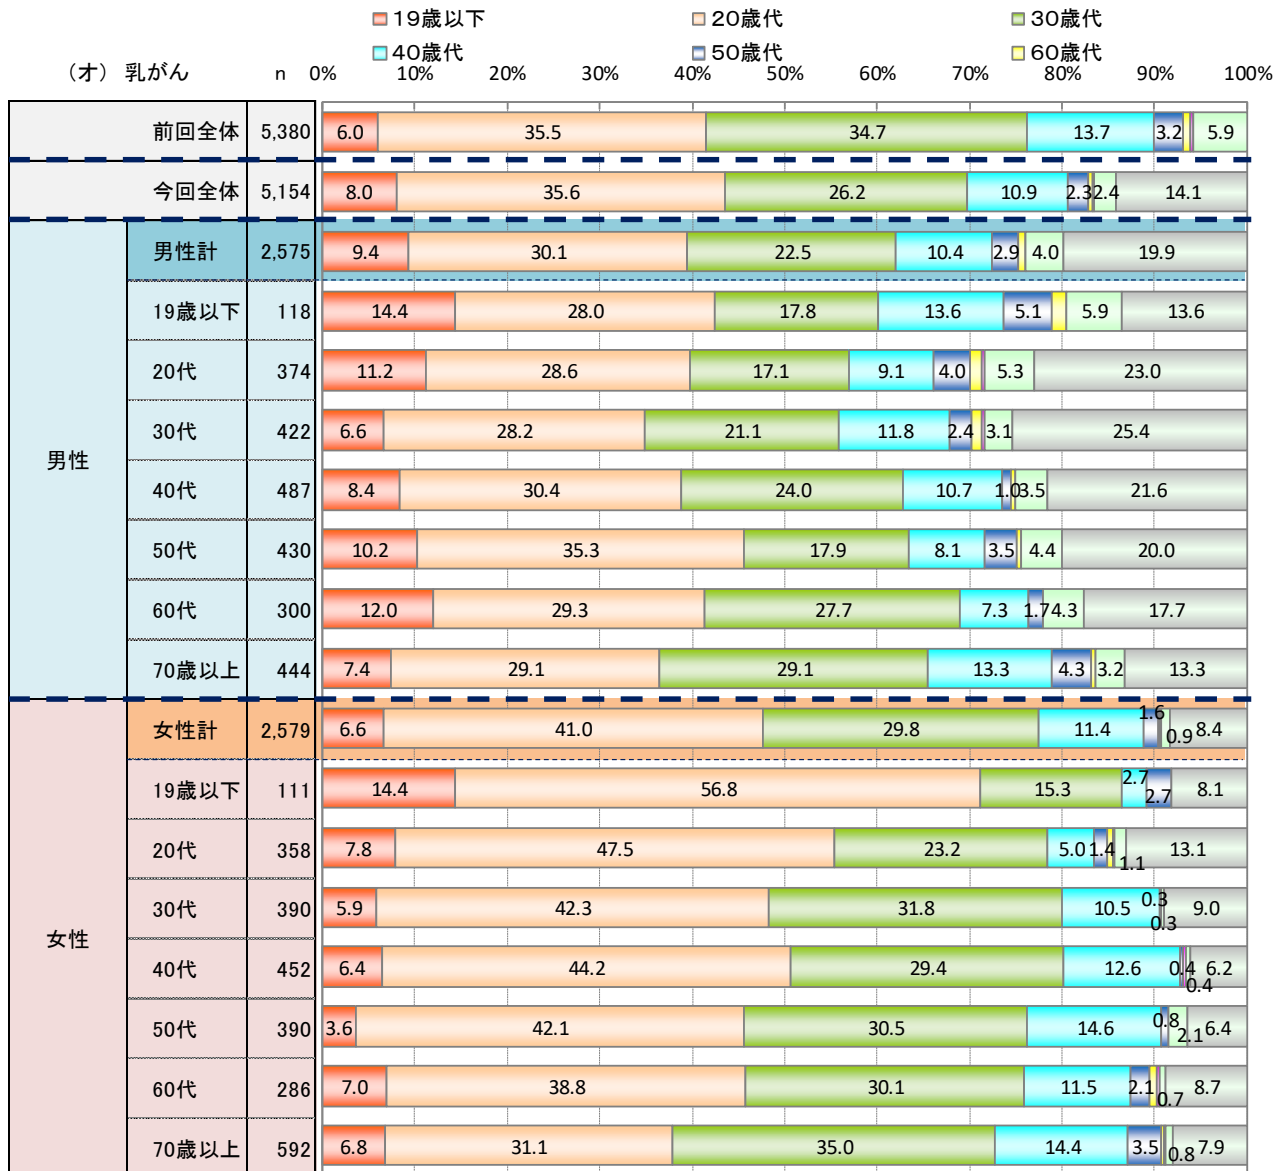 19歳以下 20歳代 30歳代
40歳代 50歳代 60歳代
（オ） 乳がん n 0% 10% 20% 30% 40% 50% 60% 70% 80% 90% 100%
前回全体 5,380 6.0 35.5 34.7 13.7 3.2 5.9
今回全体 5,154 8.0 35.6 26.2 10.9 2.3 2.4 14.1
男性
男性計 2,575 9.4 30.1 22.5 10.4 2.9 4.0 19.9
19歳以下 118 14.4 28.0 17.8 13.6 5.1 5.9 13.6
20代 374 11.2 28.6 17.1 9.1 4.0 5.3 23.0
30代 422 6.6 28.2 21.1 11.8 2.4 3.1 25.4
40代 487 8.4 30.4 24.0 10.7 1.0 3.5 21.6
50代 430 10.2 35.3 17.9 8.1 3.5 4.4 20.0
60代 300 12.0 29.3 27.7 7.3 1.7 4.3 17.7
70歳以上 444 7.4 29.1 29.1 13.3 4.3 3.2 13.3
女性
女性計 2,579 6.6 41.0 29.8 11.4 1.6 0.9 8.4
19歳以下 111 14.4 56.8 15.3 2.7 2.7 8.1
20代 358 7.8 47.5 23.2 5.0 1.4 1.1 13.1
30代 390 5.9 42.3 31.8 10.5 0.3 0.3 9.0
40代 452 6.4 44.2 29.4 12.6 0.4 0.4 6.2
50代 390 3.6 42.1 30.5 14.6 0.8 2.1 6.4
60代 286 7.0 38.8 30.1 11.5 2.1 0.7 8.7
70歳以上 592 6.8 31.1 35.0 14.4 3.5 0.8 7.9